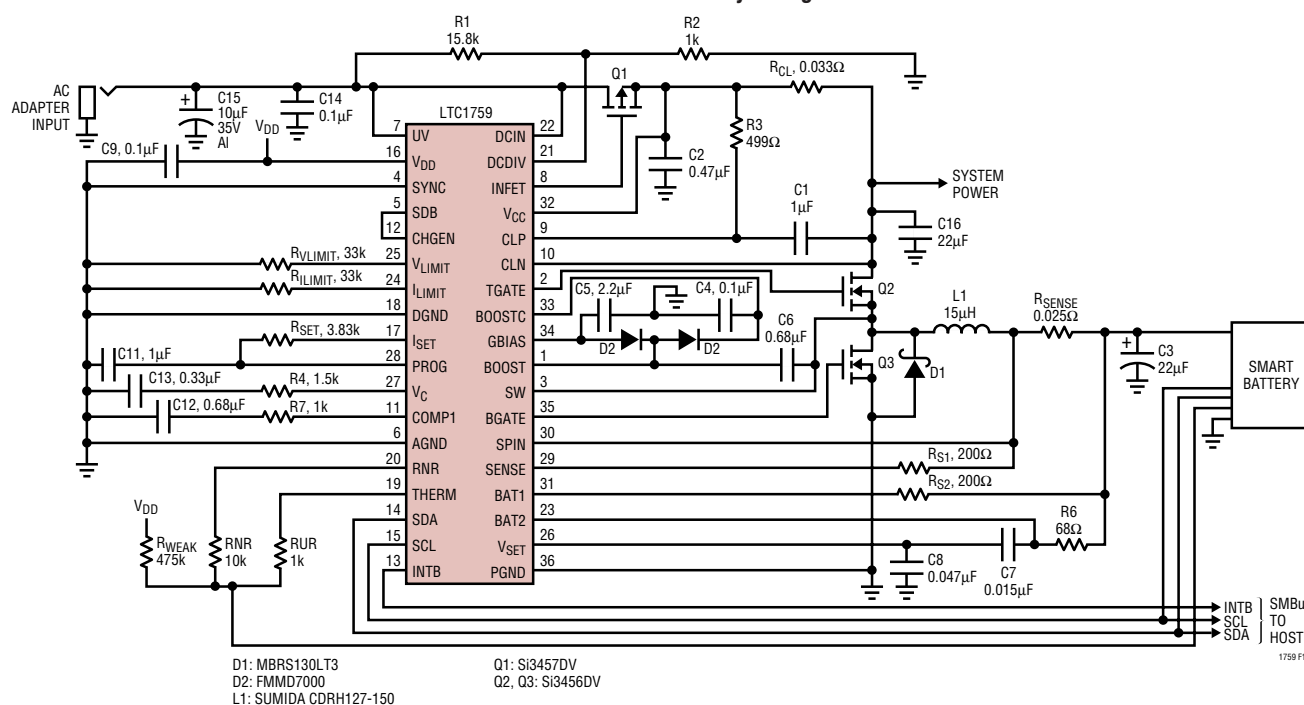 R1
15.8k
R2
1k
Q1
RCL, 0.033Ω
AC
ADAPTER
INPUT
+
C15
10µF
35V
Al
C14
0.1µF
VDD
C9, 0.1µF
LTC1759
7 UV DCIN 22
16 VDD DCDIV 21
4 SYNC INFET 8
5 SDB VCC 32
12 CHGEN CLP 9
25 VLIMIT CLN 10
24 ILIMIT TGATE 2
18 DGND BOOSTC 33
17 ISET GBIAS 34
28 PROG BOOST 1
27 VC SW 3
11 COMP1 BGATE 35
6 AGND SPIN 30
20 RNR SENSE 29
19 THERM BAT1 31
14 SDA BAT2 23
15 SCL VSET 26
13 INTB PGND 36
R3
499Ω
C2
0.47µF
C1
1µF
SYSTEM
POWER
C16
22µF
RVLIMIT, 33k
RILIMIT, 33k
RSET, 3.83k
C11, 1µF
C13, 0.33µF
R4, 1.5k
C12, 0.68µF
R7, 1k
C5, 2.2µF
C4, 0.1µF
D2
D2
C6
0.68µF
Q2
Q3
D1
L1
15µH
RSENSE
0.025Ω
+
C3
22µF
SMART
BATTERY
RS1, 200Ω
RS2, 200Ω
R6
68Ω
C8
0.047µF
C7
0.015µF
VDD
RWEAK
475k
RNR
10k
RUR
1k
INTB
SCL
SDA
TO
HOST
D1: MBRS130LT3
D2: FMMD7000
L1: SUMIDA CDRH127-150
Q1: Si3457DV
Q2, Q3: Si3456DV